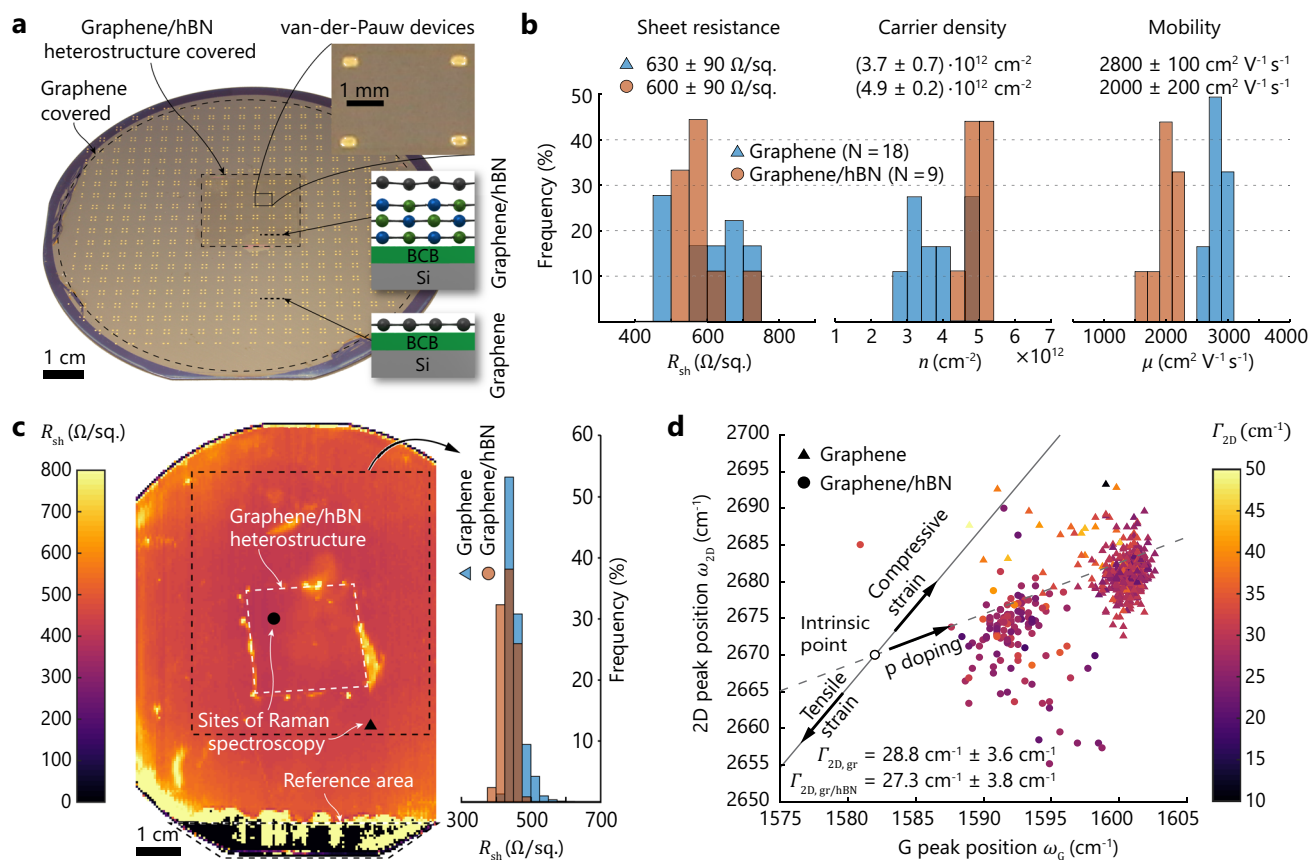 a
Graphene/hBN
heterostructure covered
van-der-Pauw devices
Graphene
covered
1 mm
BCB
Si
Graphene/hBN
BCB
Si
Graphene
1 cm
b
Sheet resistance
Carrier density
Mobility
630 ± 90 Ω/sq.
(3.7 ± 0.7) ·10¹² cm⁻²
2800 ± 100 cm² V⁻¹ s⁻¹
600 ± 90 Ω/sq.
(4.9 ± 0.2) ·10¹² cm⁻²
2000 ± 200 cm² V⁻¹ s⁻¹
Graphene (N = 18)
Graphene/hBN (N = 9)
Frequency (%)
50
40
30
20
10
400 600 800
1 2 3 4 5 6 7
1000 2000 3000 4000
×10¹²
R_sh (Ω/sq.)
n (cm⁻²)
μ (cm² V⁻¹ s⁻¹)
c
R_sh (Ω/sq.)
800
700
600
500
400
300
200
100
0
Graphene/hBN
heterostructure
Sites of Raman
spectroscopy
Reference area
1 cm
Graphene
Graphene/hBN
60
50
40
30
20
10
Frequency (%)
300 500 700
R_sh (Ω/sq.)
d
Graphene
Graphene/hBN
2D peak position ω_2D (cm⁻¹)
2700
2695
2690
2685
2680
2675
2670
2665
2660
2655
2650
Compressive
strain
Intrinsic
point
p doping
Tensile
strain
Γ_2D, gr = 28.8 cm⁻¹ ± 3.6 cm⁻¹
Γ_2D, gr/hBN = 27.3 cm⁻¹ ± 3.8 cm⁻¹
1575 1580 1585 1590 1595 1600 1605
G peak position ω_G (cm⁻¹)
Γ_2D (cm⁻¹)
50
45
40
35
30
25
20
15
10